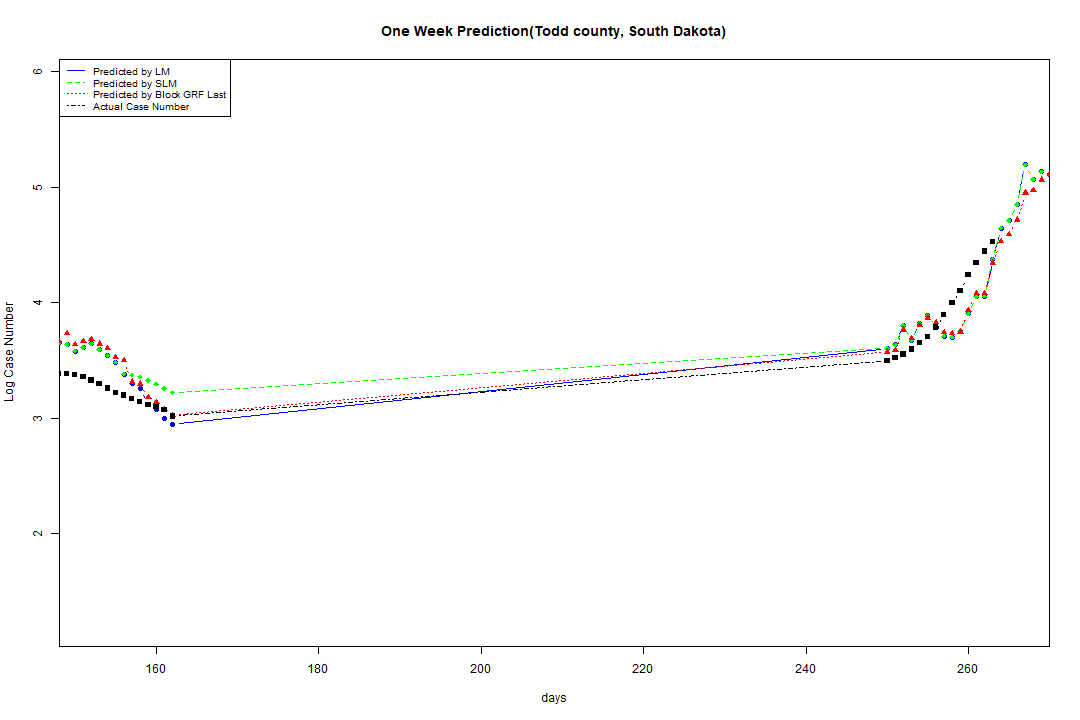 One Week Prediction(Todd county, South Dakota)
Predicted by LM
Predicted by SLM
Predicted by Block GRF Last
Actual Case Number
6
5
4
3
2
Log Case Number
160 180 200 220 240 260
days